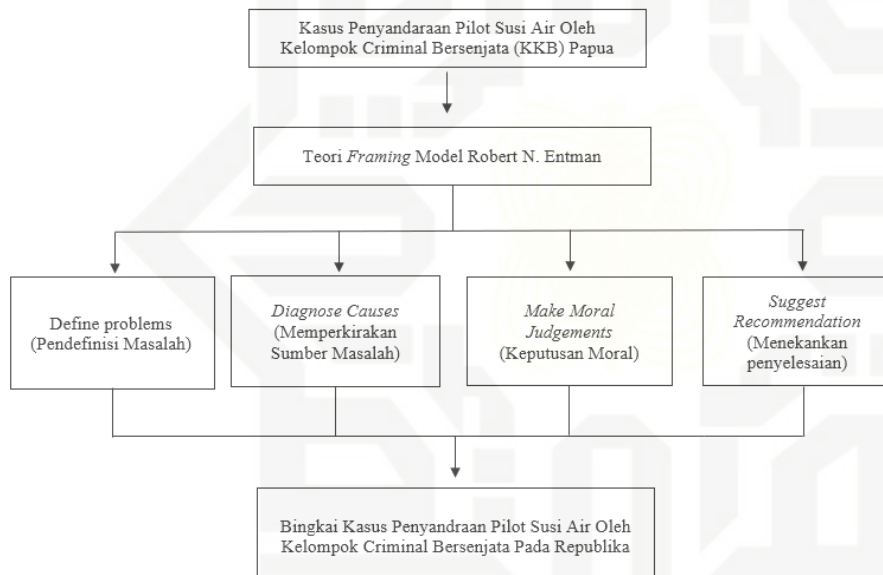 Kasus Penyandaraan Pilot Susi Air Oleh
Kelompok Criminal Bersenjata (KKB) Papua
Teori Framing Model Robert N. Entman
Define problems
(Pendefinisi Masalah)
Diagnose Causes
(Memperkirakan
Sumber Masalah)
Make Moral
Judgements
(Keputusan Moral)
Suggest
Recommendation
(Menekankan
penyelesaian)
Bingkai Kasus Penyandraan Pilot Susi Air Oleh
Kelompok Criminal Bersenjata Pada Republika